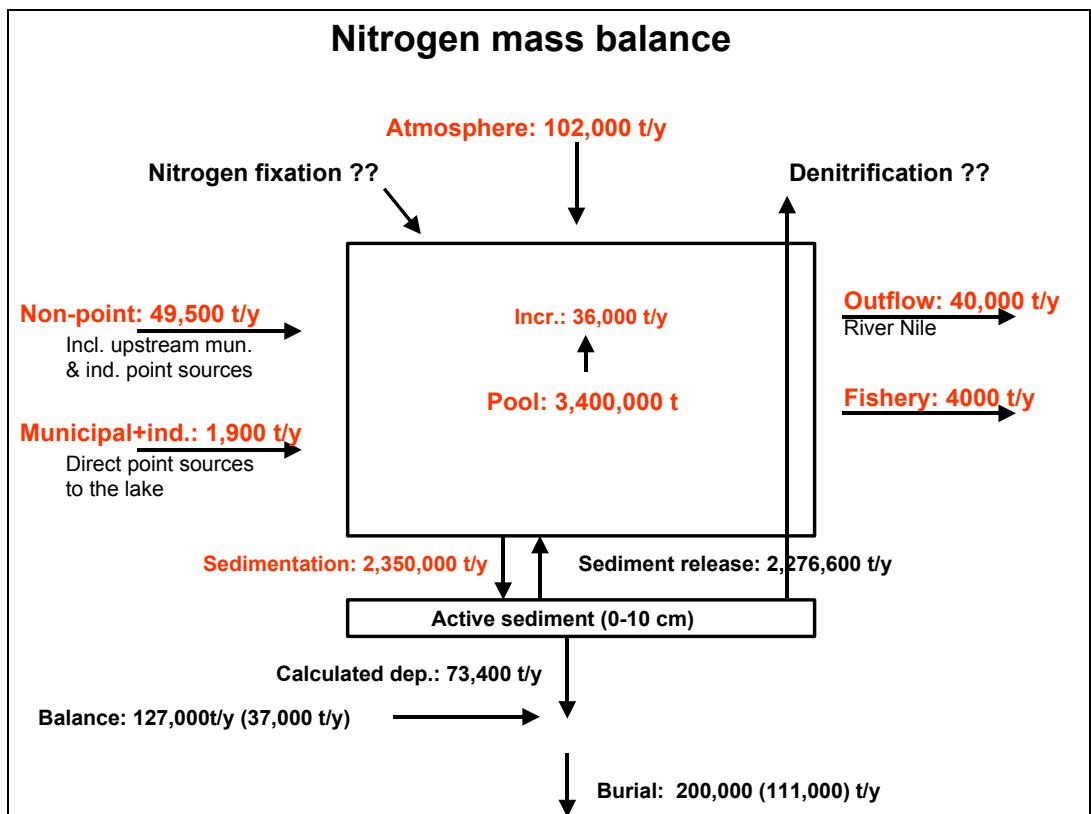 Nitrogen mass balance
Atmosphere: 102,000 t/y
Nitrogen fixation ??
Denitrification ??
Non-point: 49,500 t/y
Incl. upstream mun.
& ind. point sources
Incr.: 36,000 t/y
Outflow: 40,000 t/y
River Nile
Pool: 3,400,000 t
Fishery: 4000 t/y
Municipal+ind.: 1,900 t/y
Direct point sources
to the lake
Sedimentation: 2,350,000 t/y
Sediment release: 2,276,600 t/y
Active sediment (0-10 cm)
Calculated dep.: 73,400 t/y
Balance: 127,000t/y (37,000 t/y)
Burial: 200,000 (111,000) t/y